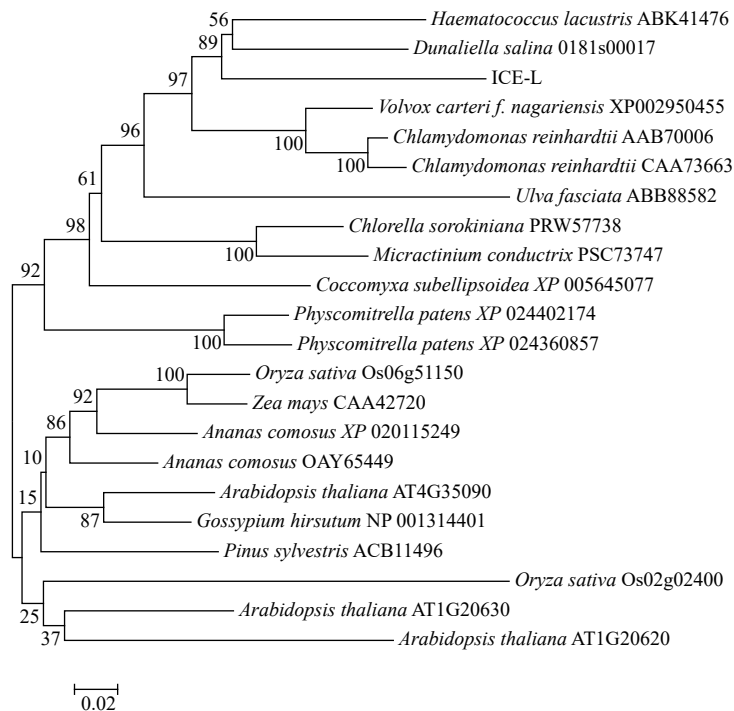 56
Haematococcus lacustris ABK41476
89
Dunaliella salina 0181s00017
ICE-L
97
Volvox carteri f. nagariensis XP002950455
96
100
Chlamydomonas reinhardtii AAB70006
100
Chlamydomonas reinhardtii CAA73663
61
Ulva fasciata ABB88582
98
Chlorella sorokiniana PRW57738
100
Micractinium conductrix PSC73747
92
Coccomyxa subellipsoidea XP 005645077
Physcomitrella patens XP 024402174
100
Physcomitrella patens XP 024360857
100
Oryza sativa Os06g51150
92
Zea mays CAA42720
86
Ananas comosus XP 020115249
10
Ananas comosus OAY65449
15
Arabidopsis thaliana AT4G35090
87
Gossypium hirsutum NP 001314401
Pinus sylvestris ACB11496
Oryza sativa Os02g02400
25
Arabidopsis thaliana AT1G20630
37
Arabidopsis thaliana AT1G20620
0.02